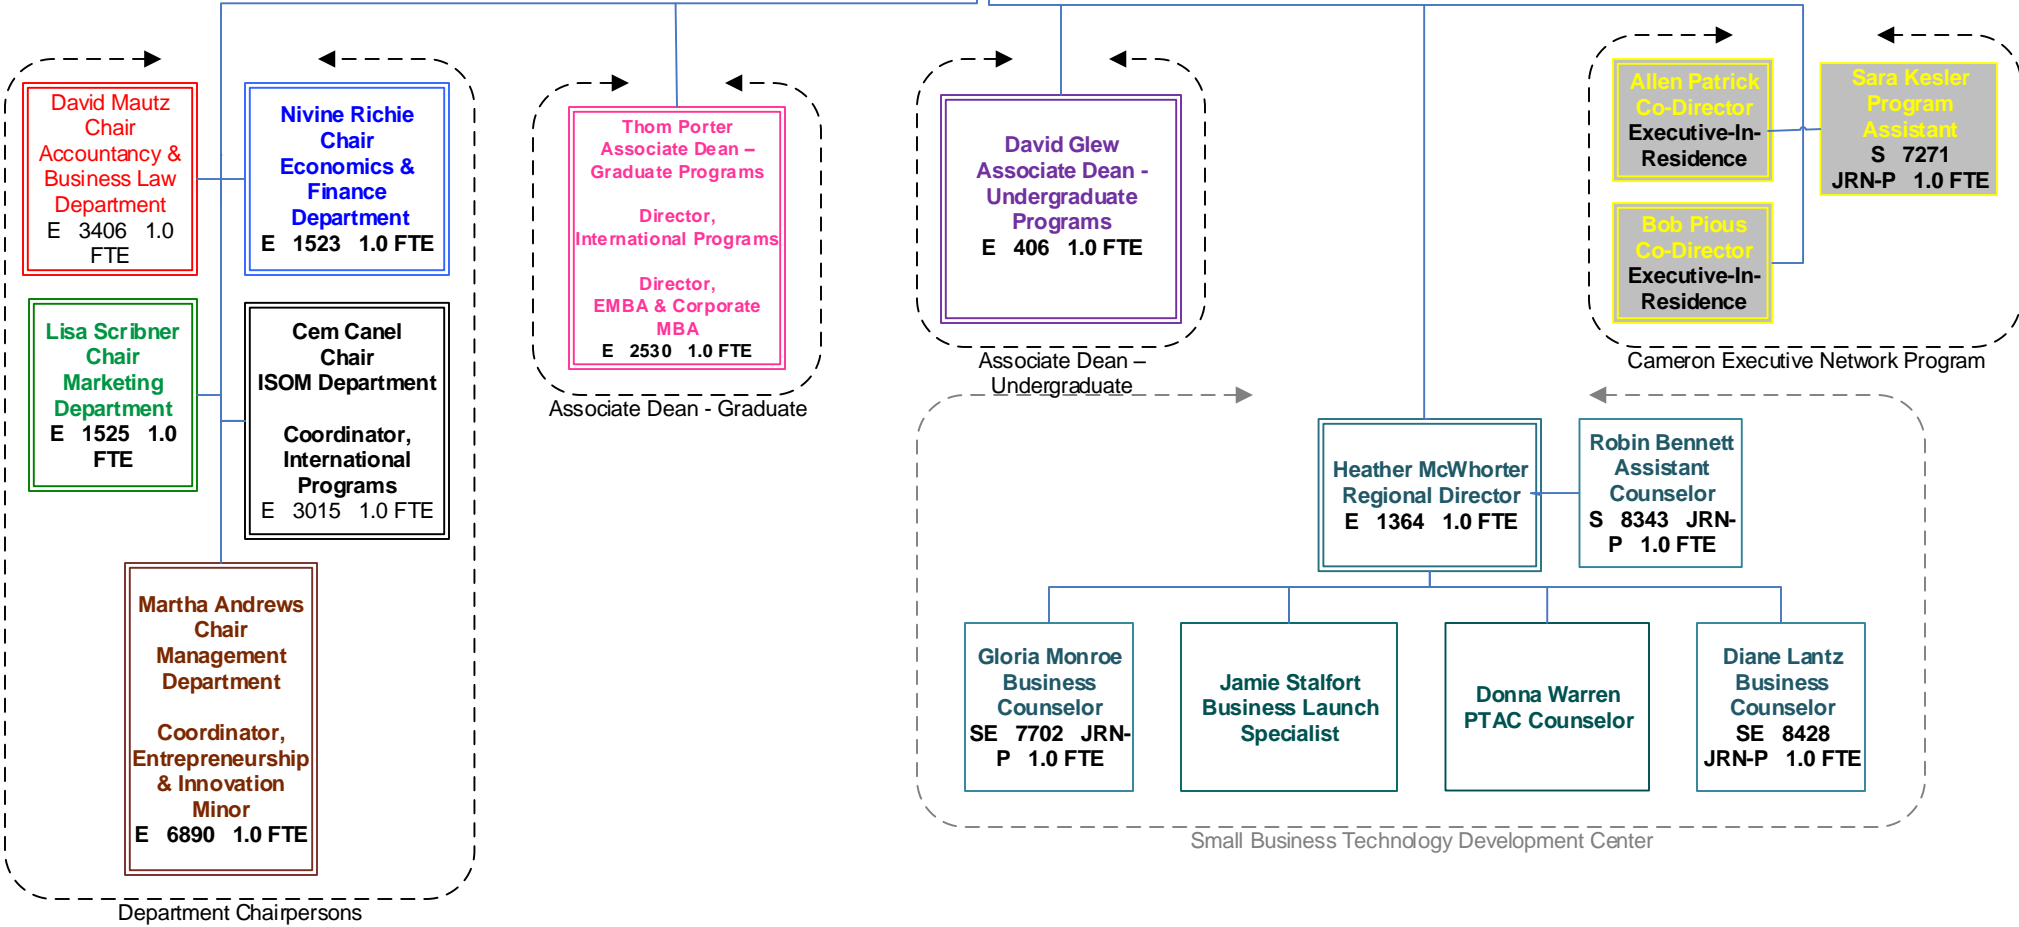 David Mautz
Chair
Accountancy &
Business Law
Department
E 3406 1.0
FTE
Nivine Richie
Chair
Economics &
Finance
Department
E 1523 1.0 FTE
Lisa Scribner
Chair
Marketing
Department
E 1525 1.0
FTE
Cem Canel
Chair
ISOM Department
Coordinator,
International
Programs
E 3015 1.0 FTE
Martha Andrews
Chair
Management
Department
Coordinator,
Entrepreneurship
& Innovation
Minor
E 6890 1.0 FTE
Department Chairpersons
Thom Porter
Associate Dean –
Graduate Programs
Director,
International Programs
Director,
EMBA & Corporate
MBA
E 2530 1.0 FTE
Associate Dean - Graduate
David Glew
Associate Dean -
Undergraduate
Programs
E 406 1.0 FTE
Associate Dean –
Undergraduate
Allen Patrick
Co-Director
Executive-In-
Residence
Sara Kesler
Program
Assistant
S 7271
JRN-P 1.0 FTE
Bob Pious
Co-Director
Executive-In-
Residence
Cameron Executive Network Program
Heather McWhorter
Regional Director
E 1364 1.0 FTE
Robin Bennett
Assistant
Counselor
S 8343 JRN-
P 1.0 FTE
Gloria Monroe
Business
Counselor
SE 7702 JRN-
P 1.0 FTE
Jamie Stalfort
Business Launch
Specialist
Donna Warren
PTAC Counselor
Diane Lantz
Business
Counselor
SE 8428
JRN-P 1.0 FTE
Small Business Technology Development Center